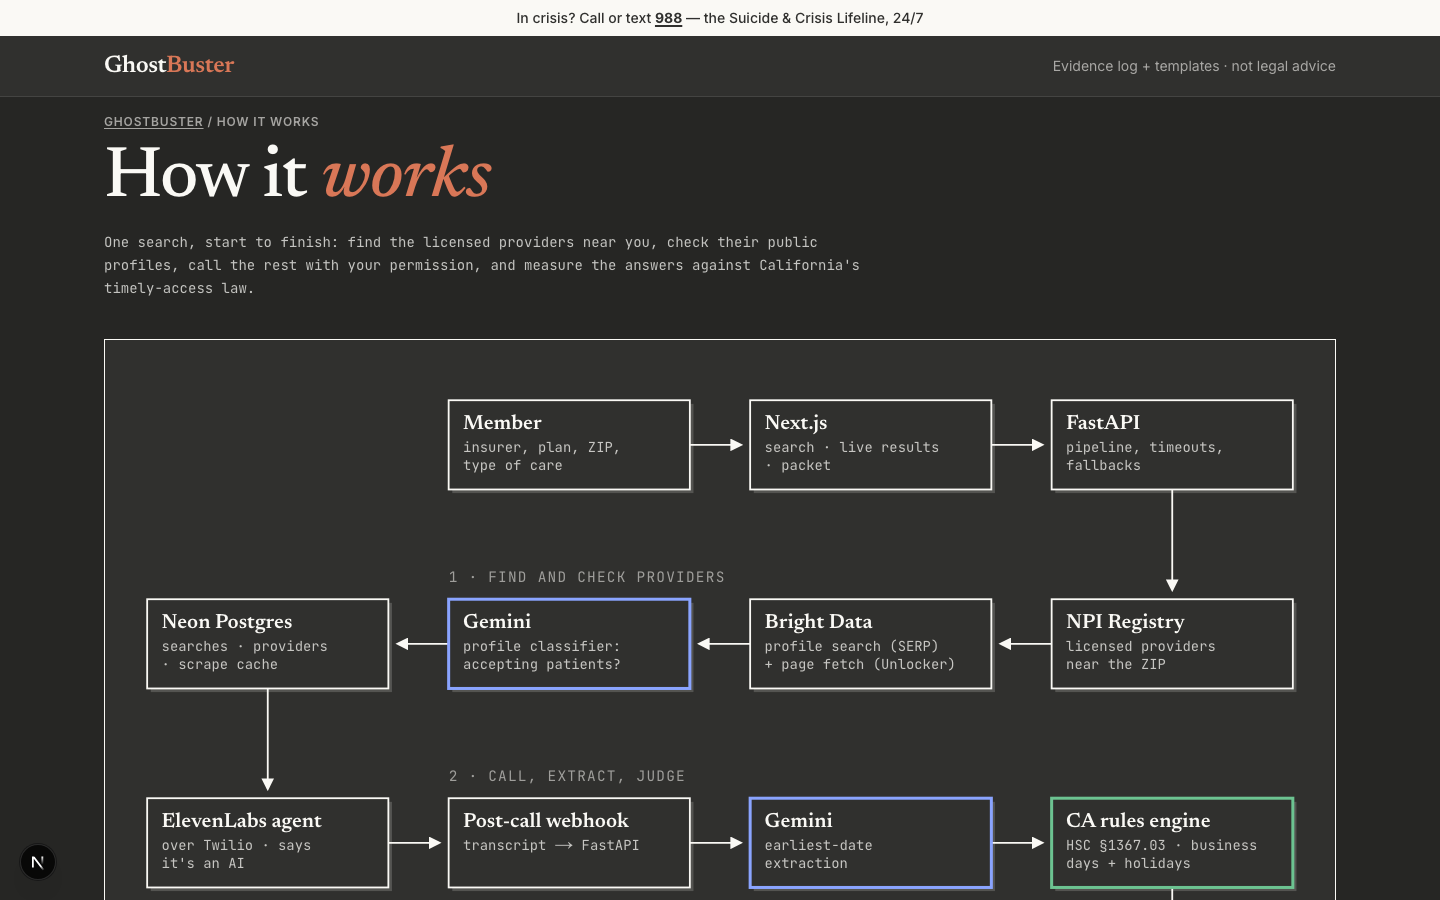 In crisis? Call or text 988 — the Suicide & Crisis Lifeline, 24/7
GhostBuster
Evidence log + templates · not legal advice
GHOSTBUSTER / HOW IT WORKS
How it works
One search, start to finish: find the licensed providers near you, check their public
profiles, call the rest with your permission, and measure the answers against California's
timely-access law.
Member
insurer, plan, ZIP,
type of care
Next.js
search · live results
· packet
FastAPI
pipeline, timeouts,
fallbacks
1 · FIND AND CHECK PROVIDERS
Neon Postgres
searches · providers
· scrape cache
Gemini
profile classifier:
accepting patients?
Bright Data
profile search (SERP)
+ page fetch (Unlocker)
NPI Registry
licensed providers
near the ZIP
2 · CALL, EXTRACT, JUDGE
ElevenLabs agent
over Twilio · says
it's an AI
Post-call webhook
transcript ⟶ FastAPI
Gemini
earliest-date
extraction
CA rules engine
HSC §1367.03 · business
days + holidays
N